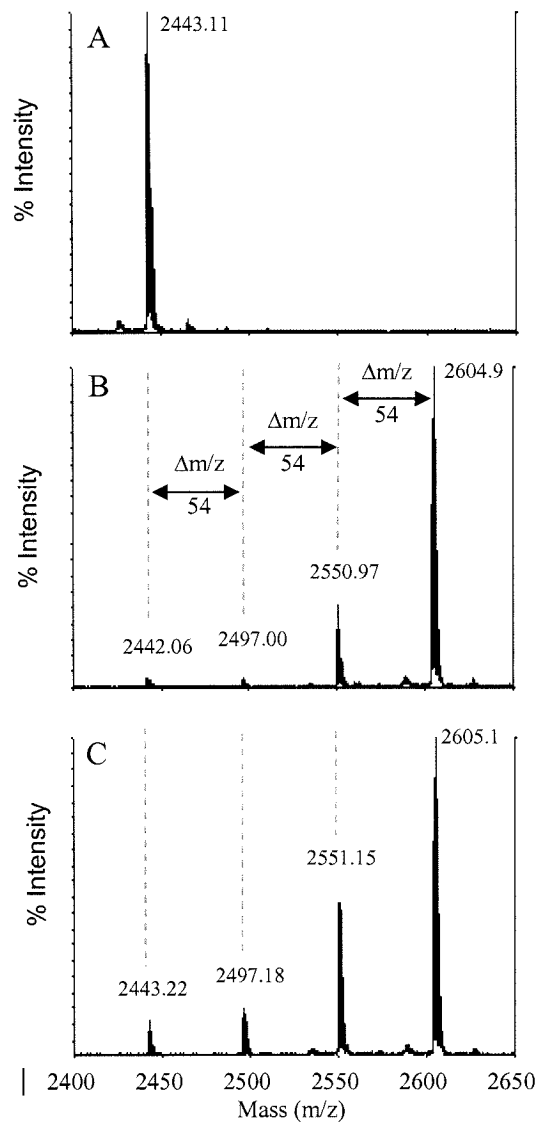 A
2443.11
% Intensity
B
Δm/z
54
2604.9
Δm/z
54
Δm/z
54
2550.97
2442.06
2497.00
% Intensity
C
2605.1
2551.15
2497.18
2443.22
% Intensity
2400 2450 2500 2550 2600 2650
Mass (m/z)